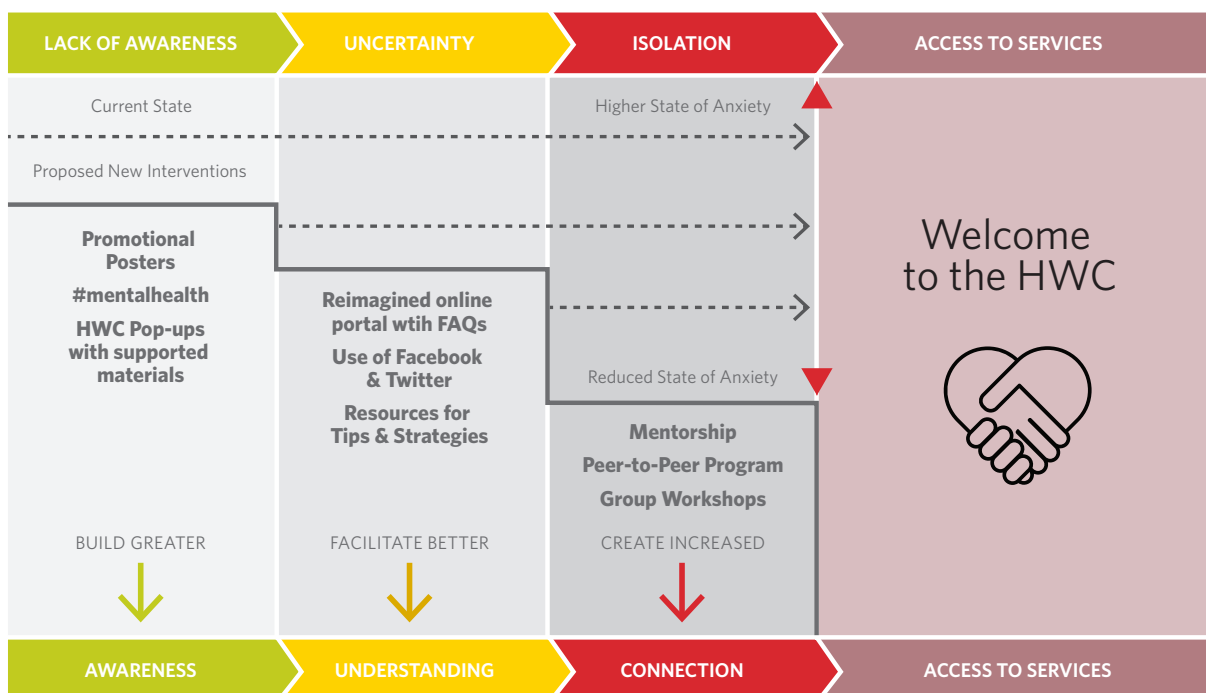 LACK OF AWARENESS
UNCERTAINTY
ISOLATION
ACCESS TO SERVICES
Current State
Higher State of Anxiety
Proposed New Interventions
Promotional
Posters
#mentalhealth
HWC Pop-ups
with supported
materials
Reimagined online
portal wtih FAQs
Use of Facebook
& Twitter
Resources for
Tips & Strategies
Reduced State of Anxiety
Mentorship
Peer-to-Peer Program
Group Workshops
Welcome
to the HWC
BUILD GREATER
FACILITATE BETTER
CREATE INCREASED
AWARENESS
UNDERSTANDING
CONNECTION
ACCESS TO SERVICES